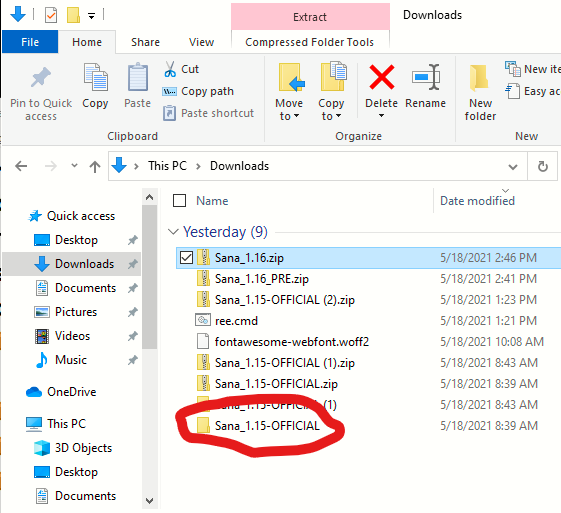 Extract
Downloads
File
Home
Share
View
Compressed Folder Tools
Pin to Quick access
Copy
Paste
Cut
Copy path
Paste shortcut
Move to
Copy to
Delete
Rename
New folder
New ite
Easy ac
Clipboard
Organize
New
This PC > Downloads
Name
Date modified
Quick access
Desktop
Downloads
Documents
Pictures
Videos
Music
OneDrive
This PC
3D Objects
Desktop
Documents
Yesterday (9)
Sana_1.16.zip 5/18/2021 2:46 PM
Sana_1.16_PRE.zip 5/18/2021 2:41 PM
Sana_1.15-OFFICIAL (2).zip 5/18/2021 1:23 PM
ree.cmd 5/18/2021 1:21 PM
fontawesome-webfont.woff2 5/18/2021 10:08 AM
Sana_1.15-OFFICIAL (1).zip 5/18/2021 8:43 AM
Sana_1.15-OFFICIAL.zip 5/18/2021 8:39 AM
Sana_1.15-OFFICIAL (1) 5/18/2021 8:43 AM
Sana_1.15-OFFICIAL 5/18/2021 8:39 AM